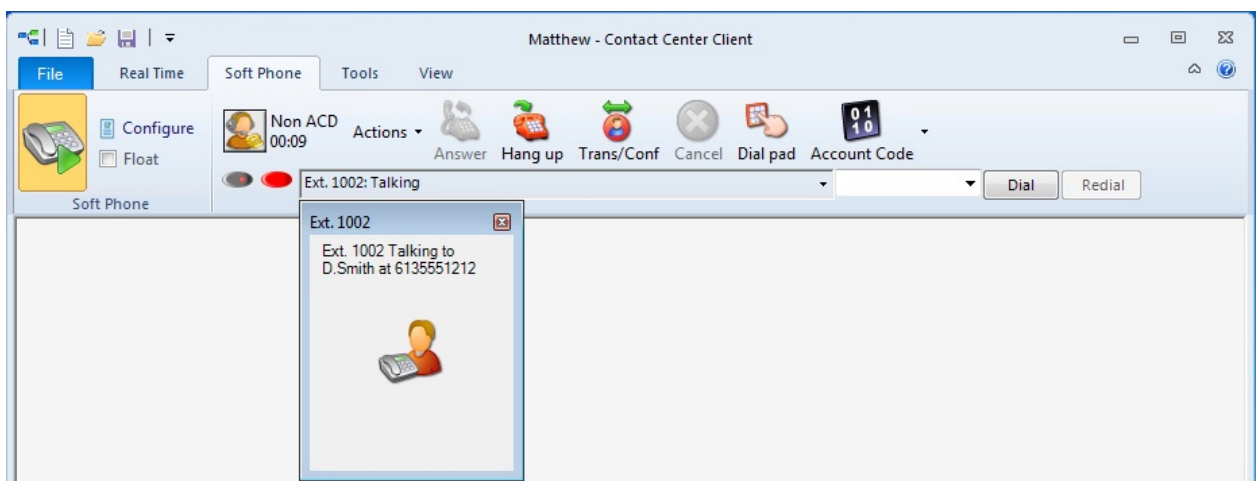 Matthew - Contact Center Client
File Real Time Soft Phone Tools View
Configure
Float
Soft Phone
Non ACD
00:09
Actions
Answer Hang up Trans/Conf Cancel Dial pad Account Code
01
10
Ext. 1002: Talking
Dial Redial
Ext. 1002
Ext. 1002 Talking to
D.Smith at 6135551212